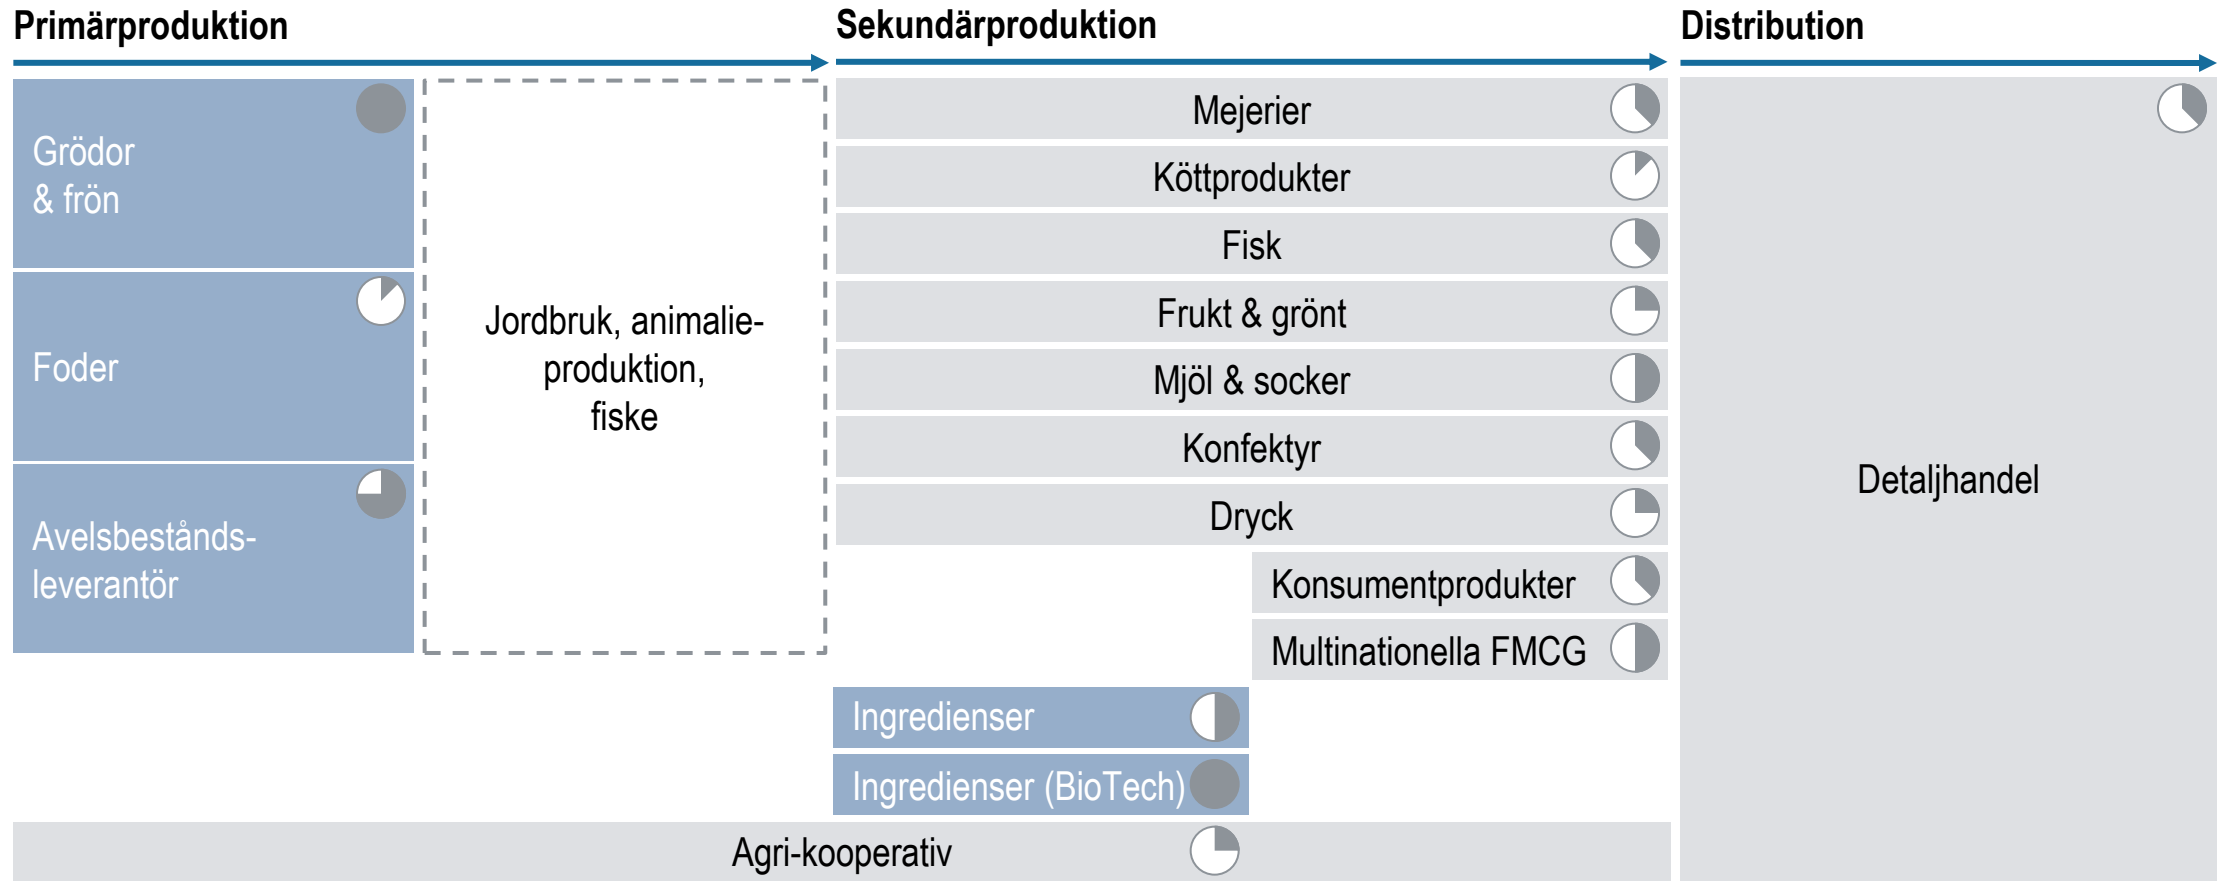 Primärproduktion
Sekundärproduktion
Distribution
Grödor
& frön
Foder
Avelsbestånds-
leverantör
Jordbruk, animalie-
produktion,
fiske
Mejerier
Köttprodukter
Fisk
Frukt & grönt
Mjöl & socker
Konfektyr
Dryck
Konsumentprodukter
Multinationella FMCG
Ingredienser
Ingredienser (BioTech)
Agri-kooperativ
Detaljhandel